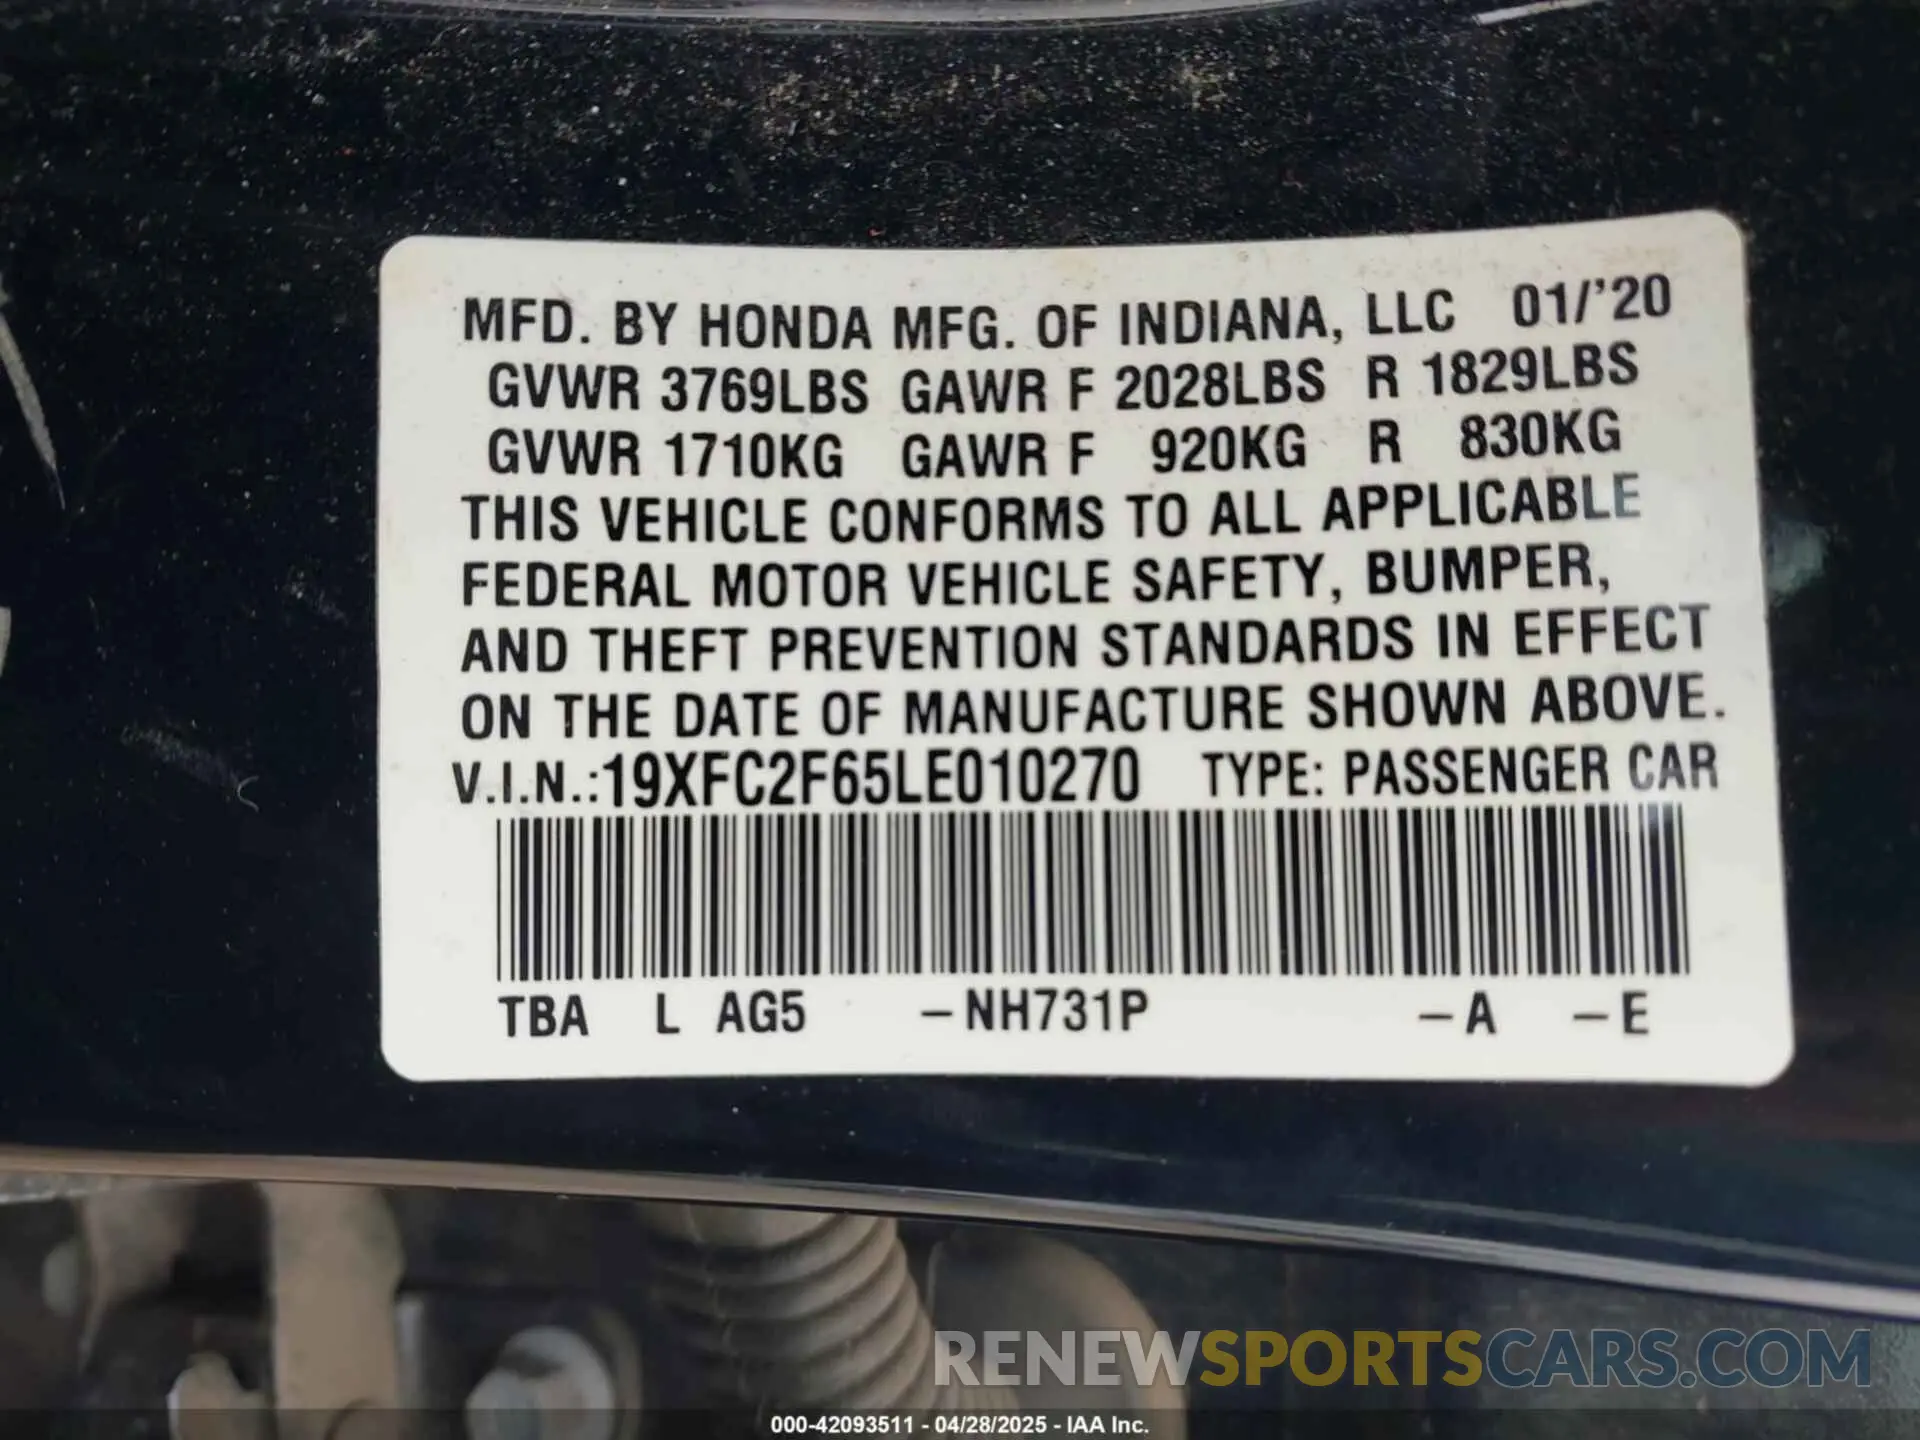 MFD. BY HONDA MFG. OF INDIANA, LLC 01/'20
GVWR 3769LBS GAWR F 2028LBS R 1829LBS
GVWR 1710KG GAWR F 920KG R 830KG
THIS VEHICLE CONFORMS TO ALL APPLICABLE
FEDERAL MOTOR VEHICLE SAFETY, BUMPER,
AND THEFT PREVENTION STANDARDS IN EFFECT
ON THE DATE OF MANUFACTURE SHOWN ABOVE.
V.I.N.:19XFC2F65LE010270 TYPE: PASSENGER CAR
TBA L AG5 –NH731P –A –E
RENEWSPORTSCARS.COM
000-42093511 - 04/28/2025 - IAA Inc.